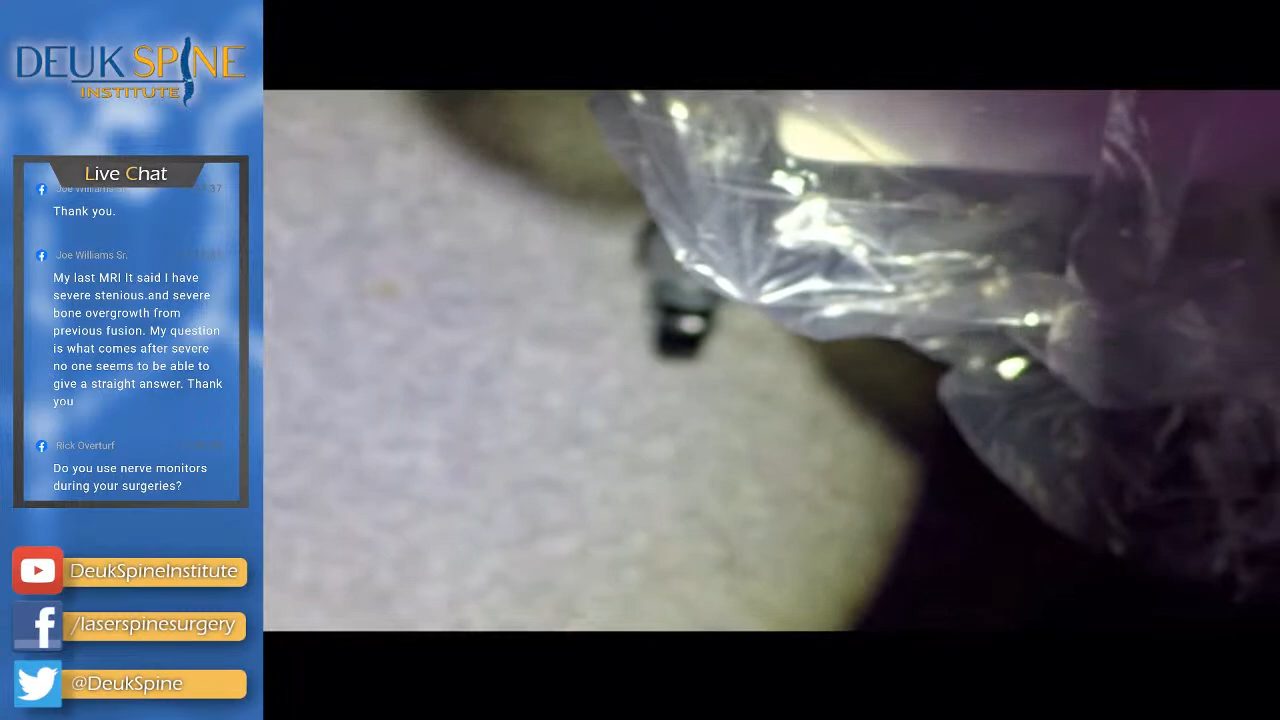 DEUK SPINE
INSTITUTE
Live Chat
Joe Williams Sr.
Thank you.
Joe Williams Sr.
My last MRI It said I have
severe stenious.and severe
bone overgrowth from
previous fusion. My question
is what comes after severe
no one seems to be able to
give a straight answer. Thank
you
Rick Overturf
Do you use nerve monitors
during your surgeries?
DeukSpineInstitute
/laserspinesurgery
@DeukSpine